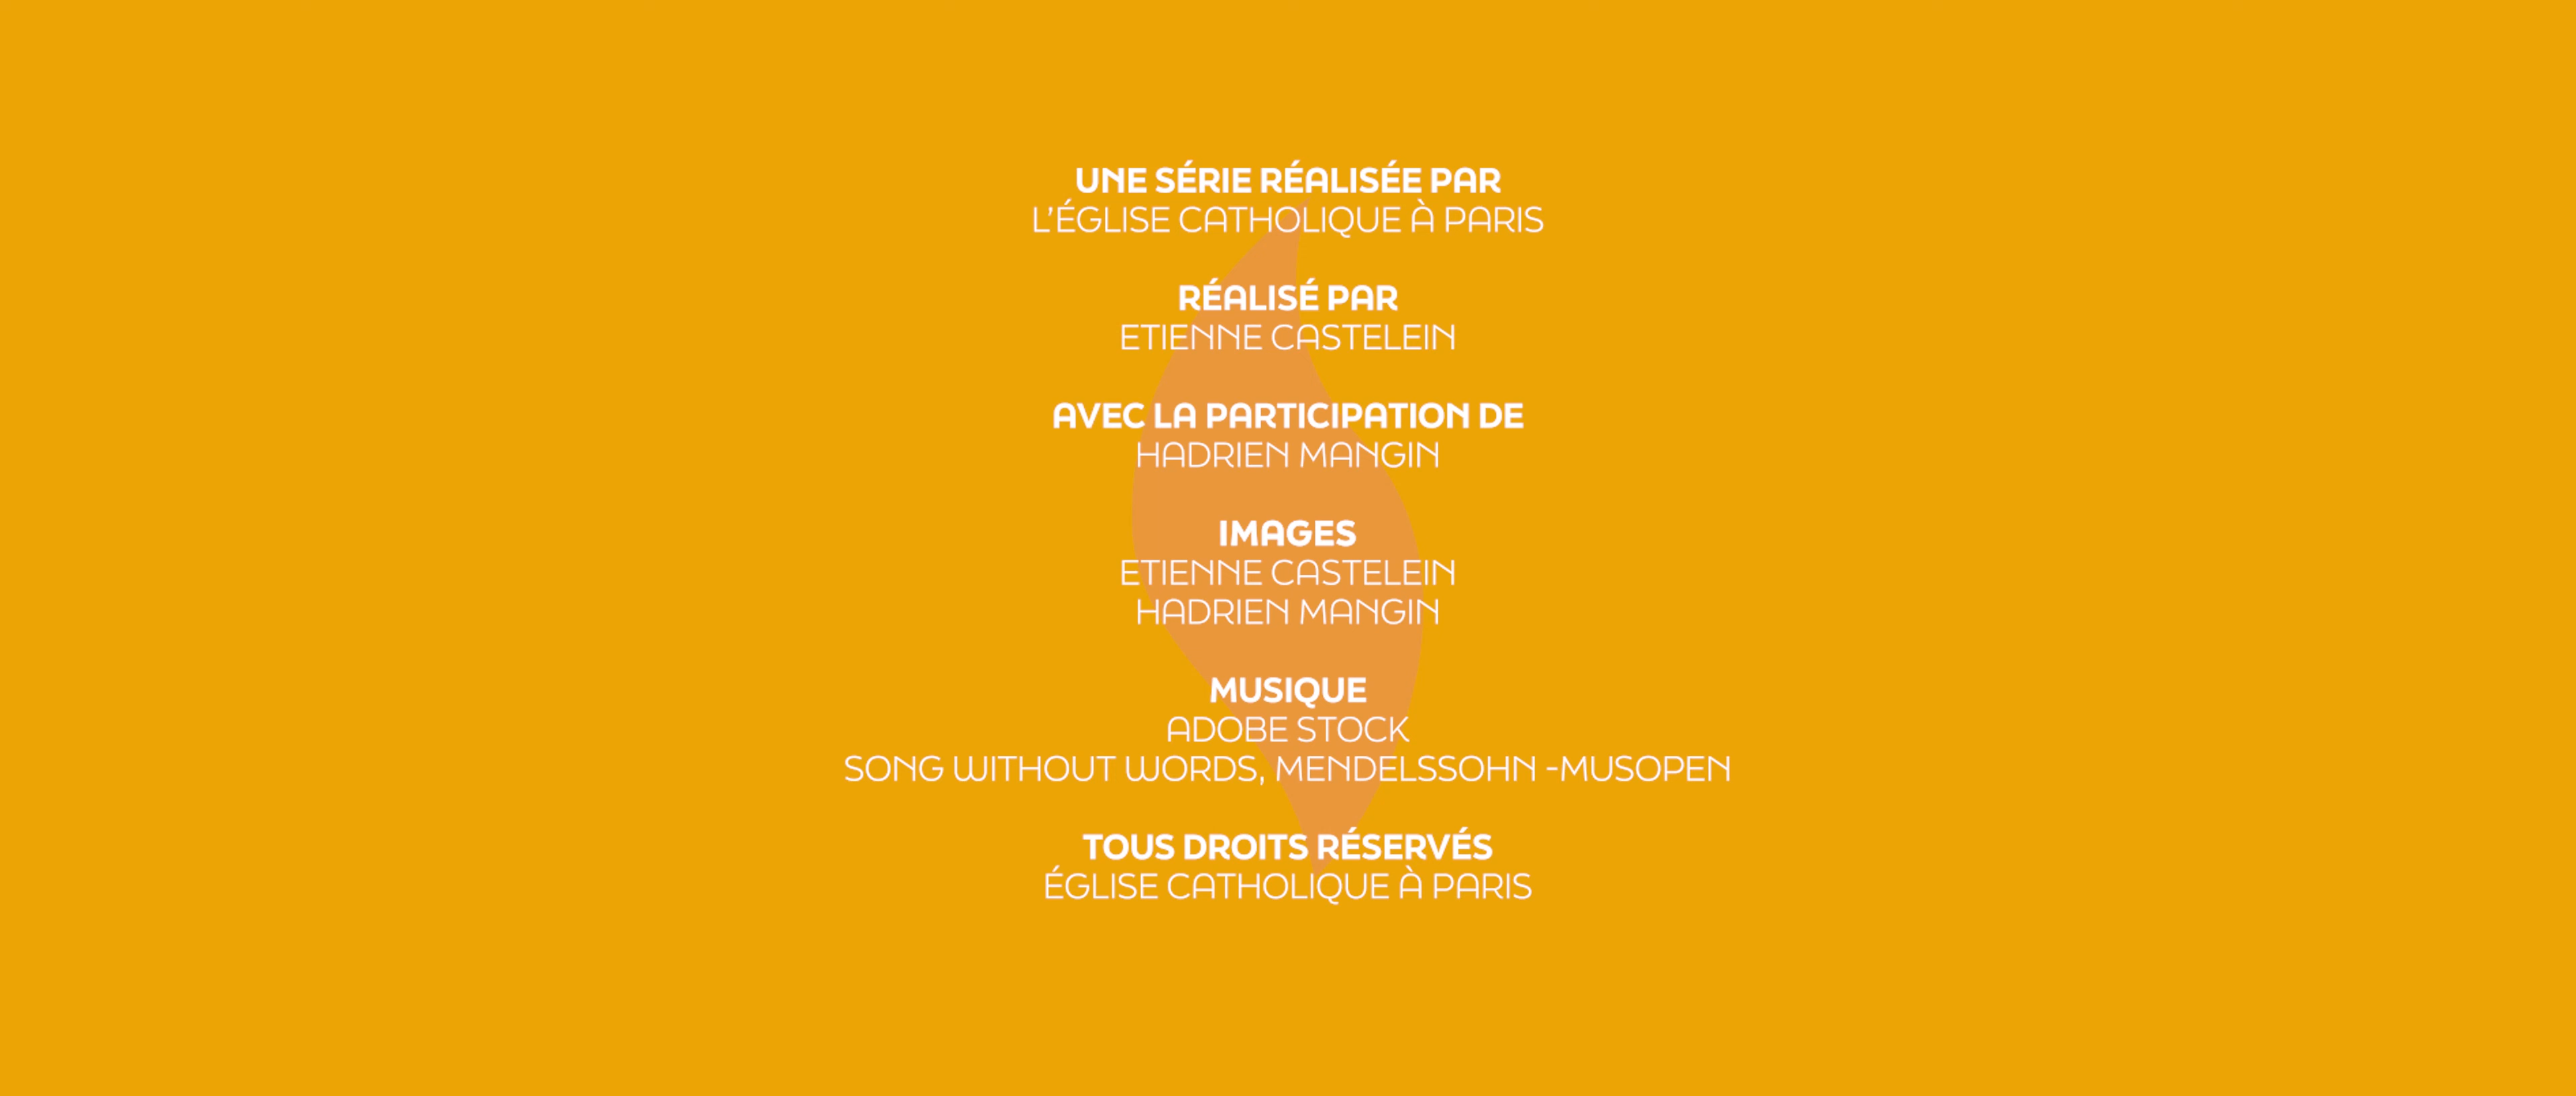 UNE SÉRIE RÉALISÉE PAR
L'ÉGLISE CATHOLIQUE À PARIS
RÉALISÉ PAR
ETIENNE CASTELEIN
AVEC LA PARTICIPATION DE
HADRIEN MANGIN
IMAGES
ETIENNE CASTELEIN
HADRIEN MANGIN
MUSIQUE
ADOBE STOCK
SONG WITHOUT WORDS, MENDELSSOHN -MUSOPEN
TOUS DROITS RÉSERVÉS
ÉGLISE CATHOLIQUE À PARIS